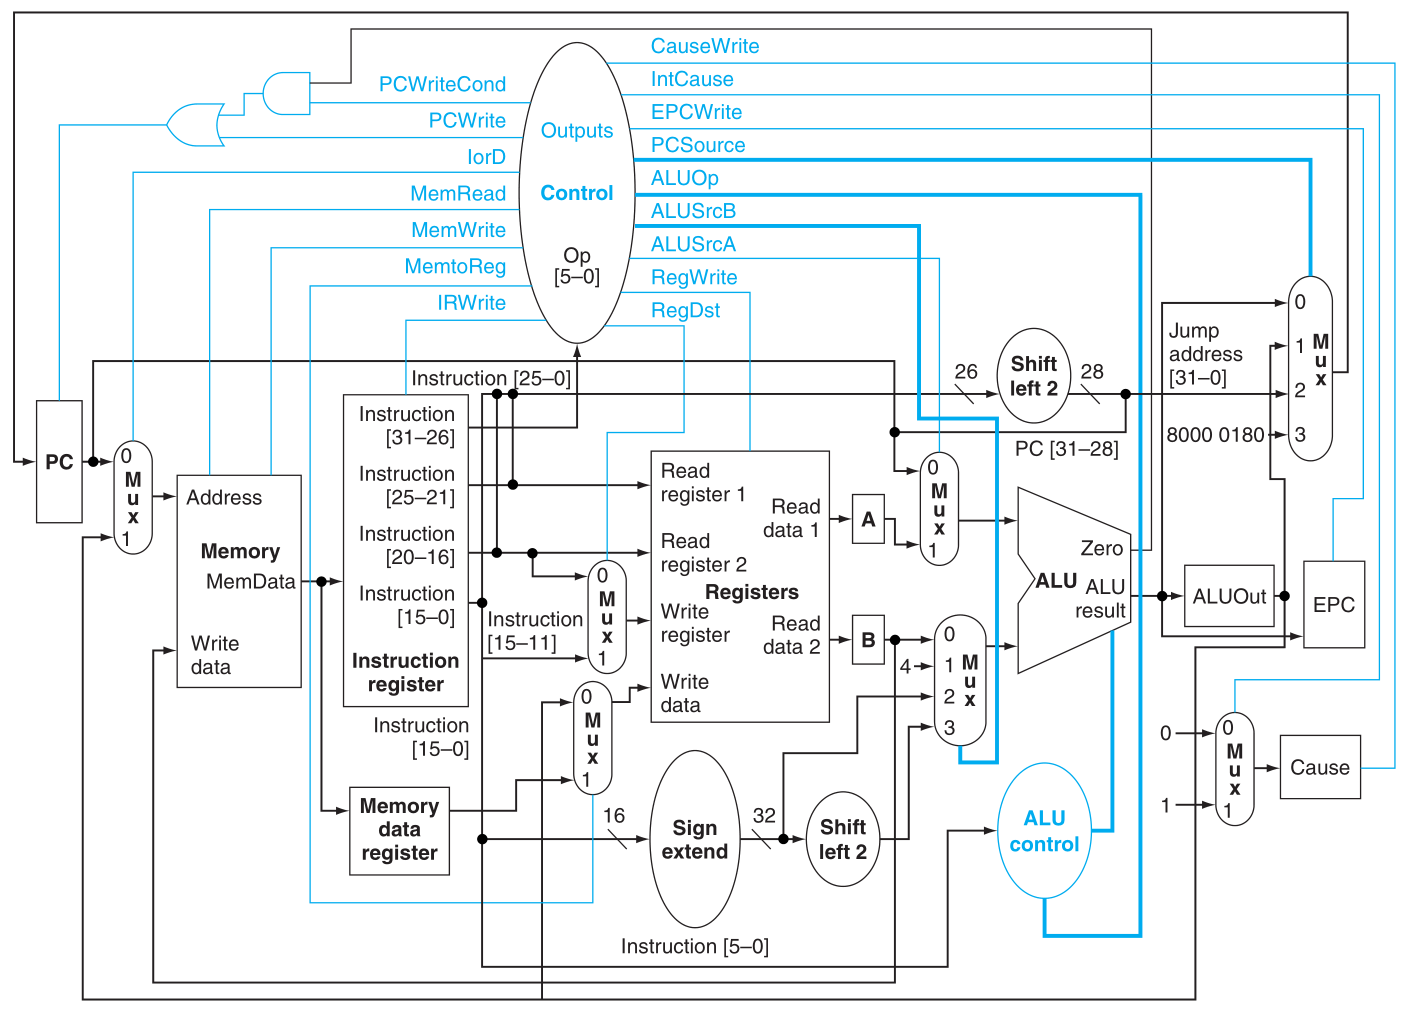 CauseWrite
IntCause
EPCWrite
PCSource
ALUOp
ALUSrcB
ALUSrcA
RegWrite
RegDst
PCWriteCond
PCWrite
IorD
MemRead
MemWrite
MemtoReg
IRWrite
Outputs
Control
Op
[5–0]
Instruction [25–0]
26
Shift
left 2
28
Jump
address
[31–0]
0
1
2
3
M
u
x
8000 0180
PC [31–28]
PC
0
M
u
x
1
Address
Memory
MemData
Write
data
Instruction
[31–26]
Instruction
[25–21]
Instruction
[20–16]
Instruction
[15–0]
Instruction
register
Instruction
[15–0]
Instruction
[15–11]
0
M
u
x
1
0
M
u
x
1
Memory
data
register
Read
register 1
Read
register 2
Write
register
Write
data
Registers
Read
data 1
Read
data 2
A
B
0
M
u
x
1
4
0
1
2
3
M
u
x
Zero
ALU
ALU
result
ALUOut
EPC
0
1
0
M
u
x
1
Cause
16
Sign
extend
32
Shift
left 2
ALU
control
Instruction [5–0]